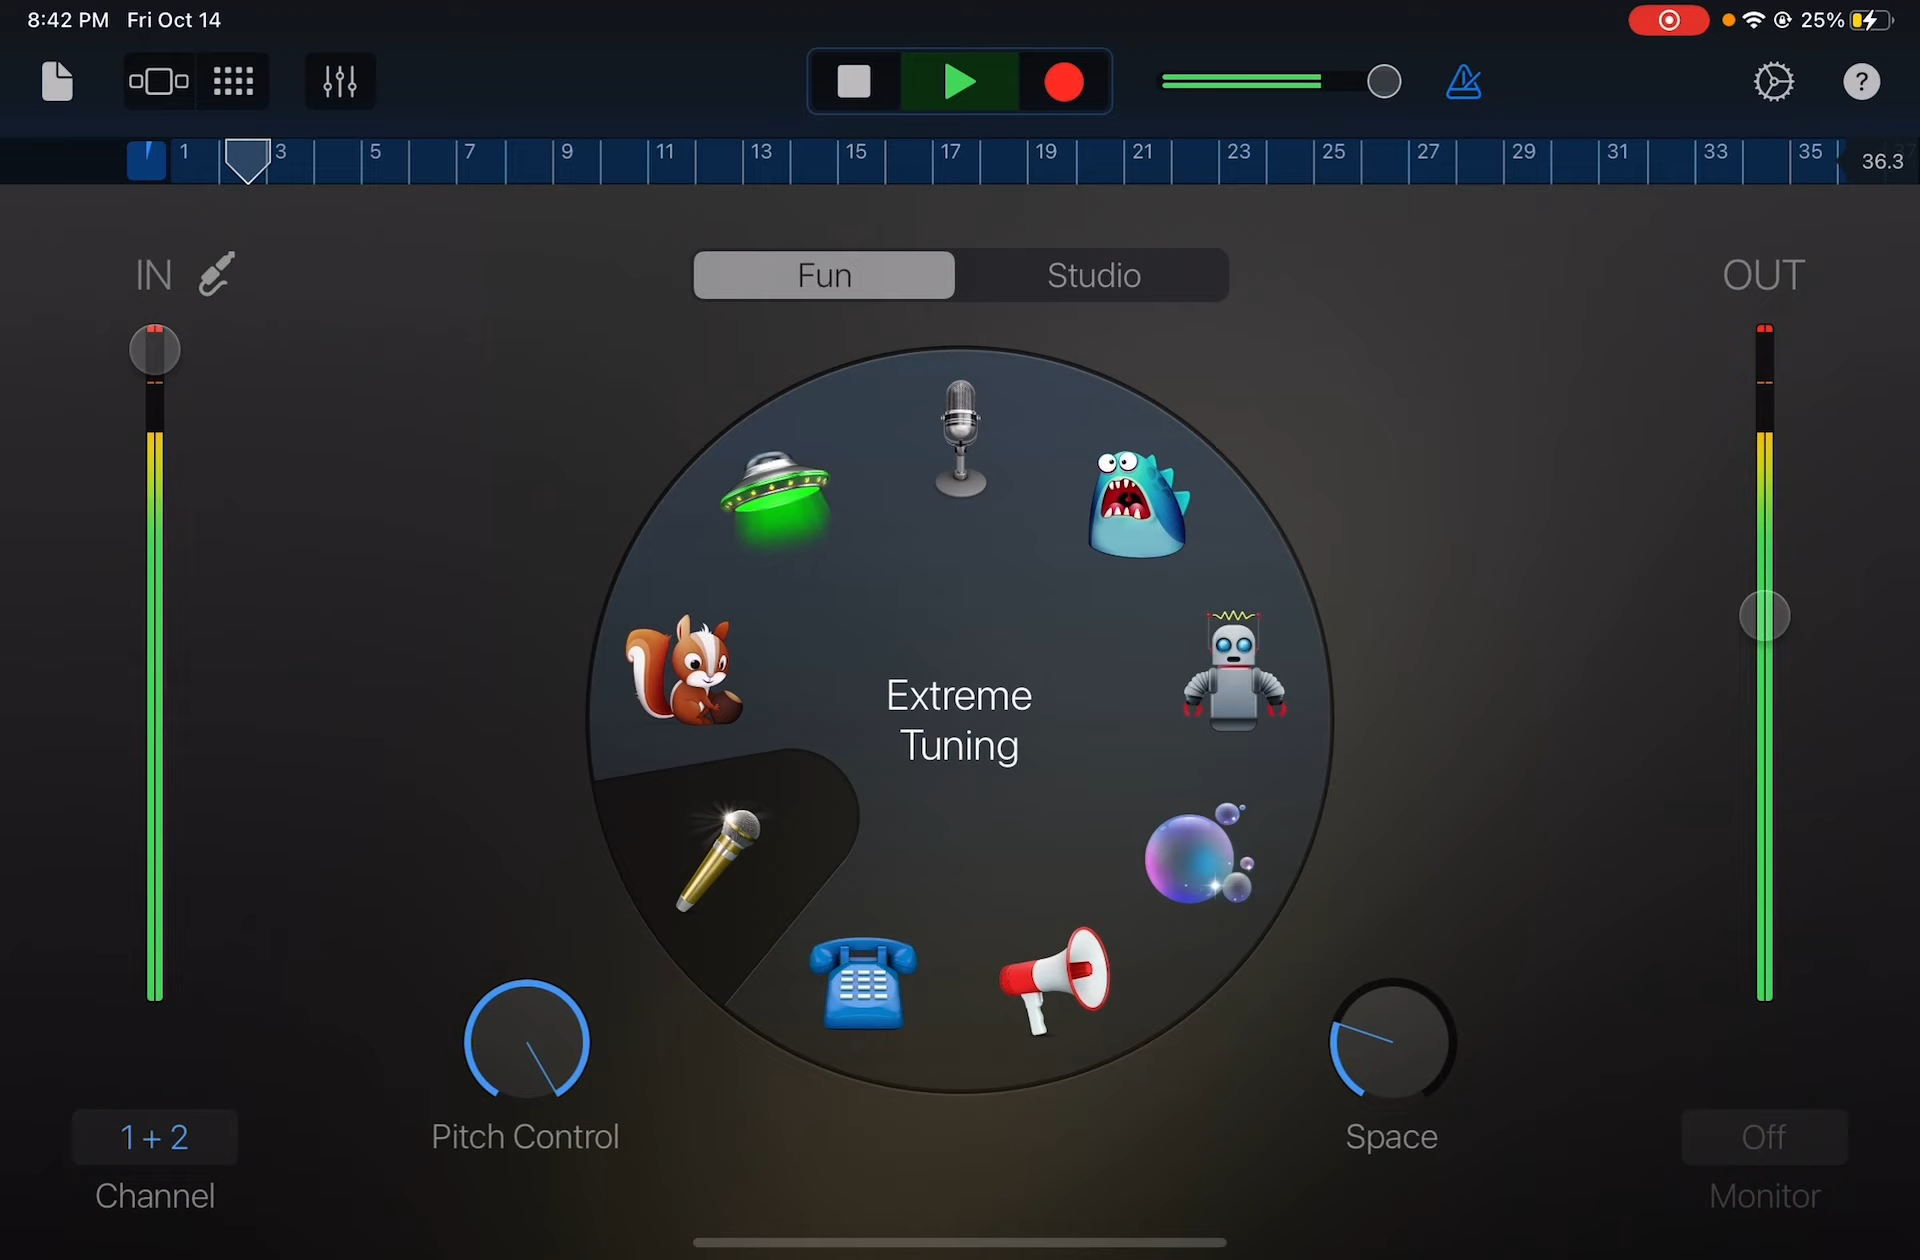 8:42 PM Fri Oct 14
25%
?
1 3 5 7 9 11 13 15 17 19 21 23 25 27 29 31 33 35 37
36.3
IN
Fun Studio
OUT
Extreme
Tuning
1 + 2
Channel
Pitch Control
Space
Off
Monitor